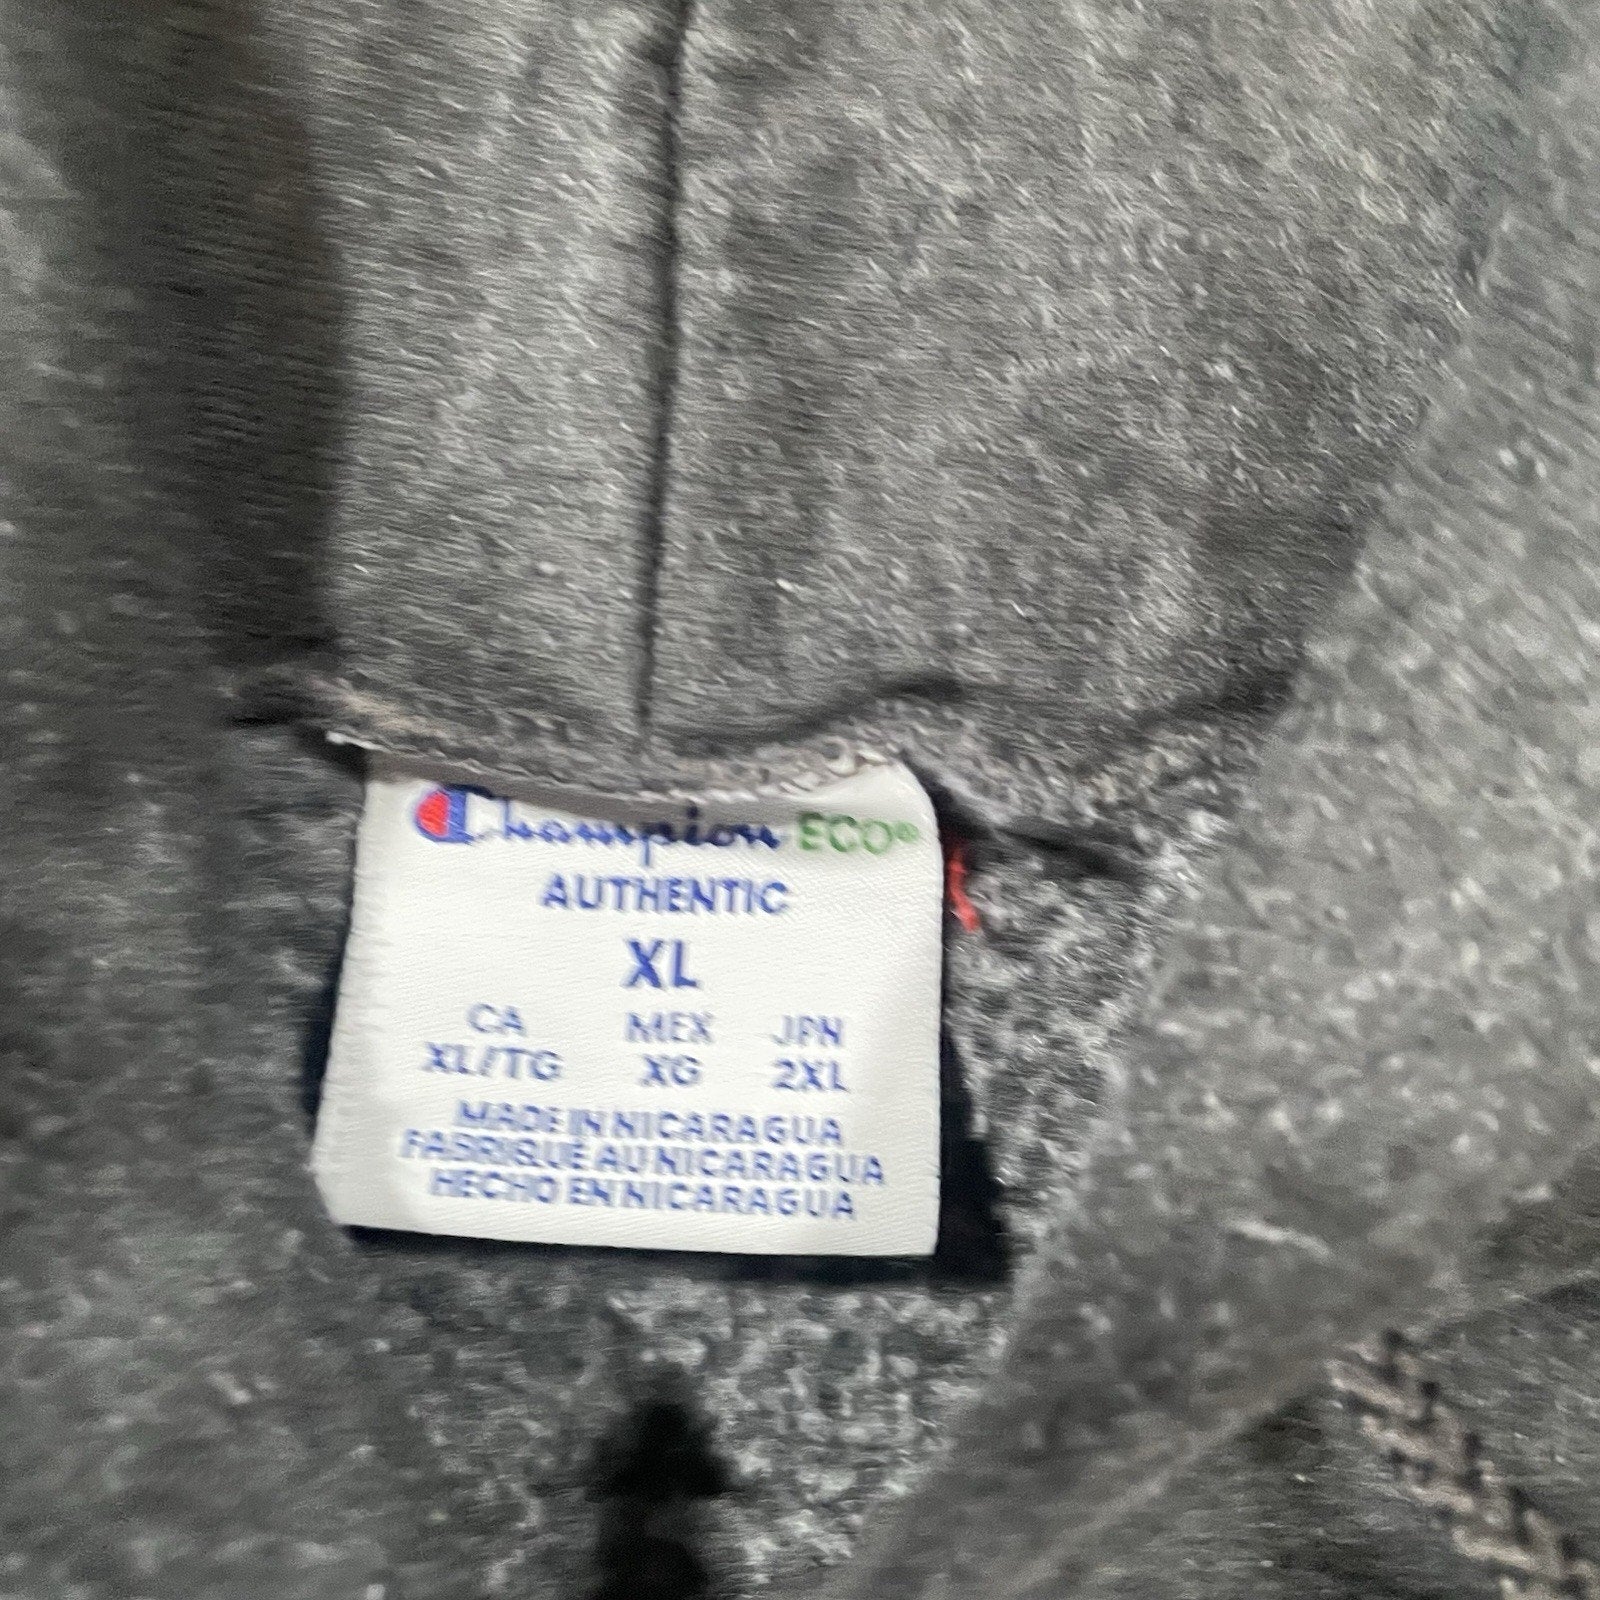 Champion ECO®
AUTHENTIC
XL
CA MEX JPN
XL/TG XG 2XL
MADE IN NICARAGUA
FABRIQUÉ AU NICARAGUA
HECHO EN NICARAGUA